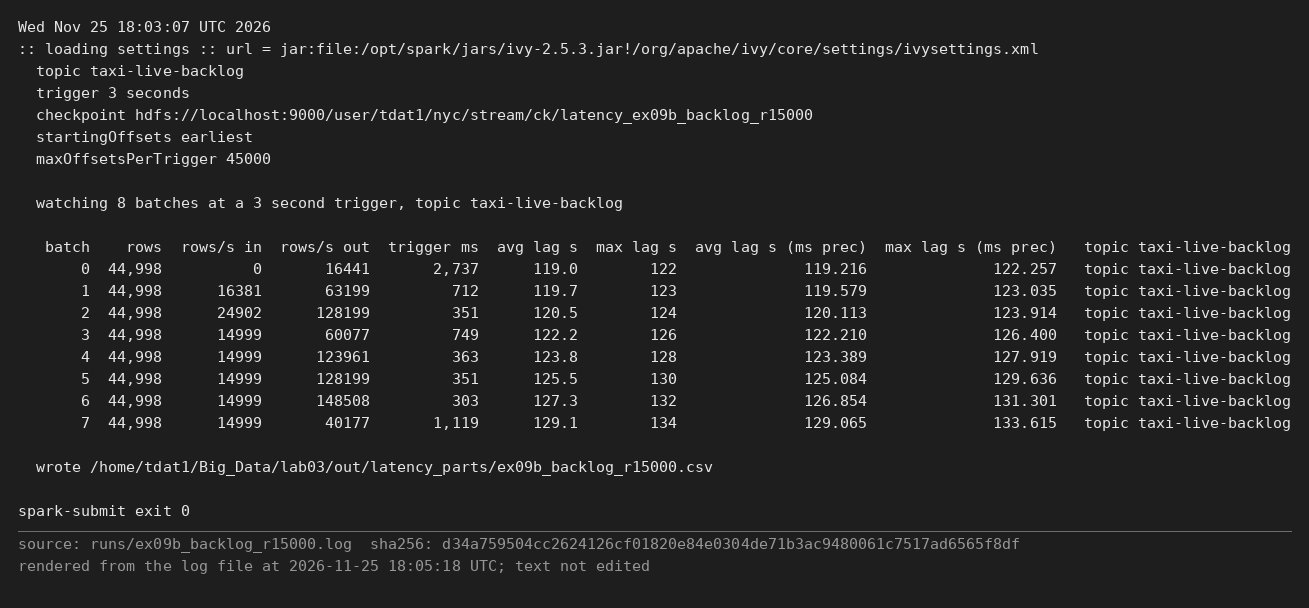 Wed Nov 25 18:03:07 UTC 2026
:: loading settings :: url = jar:file:/opt/spark/jars/ivy-2.5.3.jar!/org/apache/ivy/core/settings/ivysettings.xml
topic taxi-live-backlog
trigger 3 seconds
checkpoint hdfs://localhost:9000/user/tdat1/nyc/stream/ck/latency_ex09b_backlog_r15000
startingOffsets earliest
maxOffsetsPerTrigger 45000
watching 8 batches at a 3 second trigger, topic taxi-live-backlog
batch rows rows/s in rows/s out trigger ms avg lag s max lag s avg lag s (ms prec) max lag s (ms prec) topic taxi-live-backlog
0 44,998 0 16441 2,737 119.0 122 119.216 122.257 topic taxi-live-backlog
1 44,998 16381 63199 712 119.7 123 119.579 123.035 topic taxi-live-backlog
2 44,998 24902 128199 351 120.5 124 120.113 123.914 topic taxi-live-backlog
3 44,998 14999 60077 749 122.2 126 122.210 126.400 topic taxi-live-backlog
4 44,998 14999 123961 363 123.8 128 123.389 127.919 topic taxi-live-backlog
5 44,998 14999 128199 351 125.5 130 125.084 129.636 topic taxi-live-backlog
6 44,998 14999 148508 303 127.3 132 126.854 131.301 topic taxi-live-backlog
7 44,998 14999 40177 1,119 129.1 134 129.065 133.615 topic taxi-live-backlog
wrote /home/tdat1/Big_Data/lab03/out/latency_parts/ex09b_backlog_r15000.csv
spark-submit exit 0
source: runs/ex09b_backlog_r15000.log sha256: d34a759504cc2624126cf01820e84e0304de71b3ac9480061c7517ad6565f8df
rendered from the log file at 2026-11-25 18:05:18 UTC; text not edited